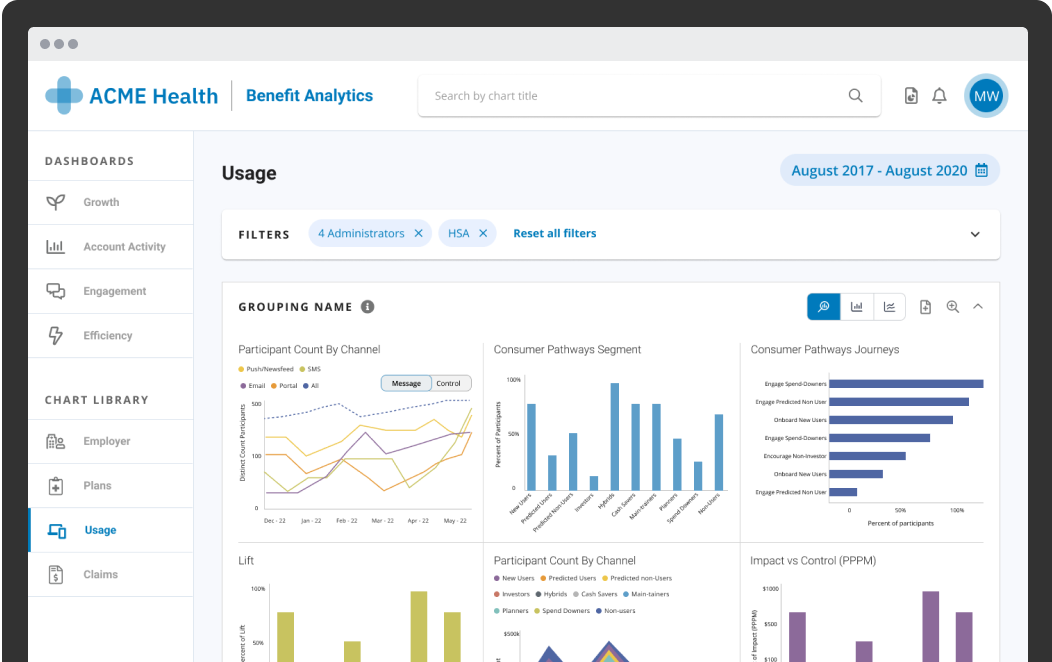 ACME Health
Benefit Analytics
Search by chart title
MW
DASHBOARDS
Growth
Account Activity
Engagement
Efficiency
CHART LIBRARY
Employer
Plans
Usage
Claims
Usage
August 2017 - August 2020
FILTERS
4 Administrators ✕
HSA ✕
Reset all filters
GROUPING NAME
Participant Count By Channel
Push/Newsfeed SMS
Email Portal All
Message Control
Distinct Count Participants
500
100
0
Dec - 22 Jan - 22 Feb - 22 Mar - 22 Apr - 22 May - 22
Consumer Pathways Segment
Percent of Participants
100%
50%
0
New Users
Predicted Users
Predicted Non-Users
Investors
Hybrids
Cash Savers
Main-trainers
Planners
Spend Downers
Non-Users
Consumer Pathways Journeys
Engage Spend-Downers
Engage Predicted Non User
Onboard New Users
Engage Spend-Downers
Encourage Non-Investor
Onboard New Users
Engage Predicted Non User
0 50% 100%
Percent of participants
Lift
100%
50%
ercent of Lift
Participant Count By Channel
New Users Predicted Users Predicted non-Users
Investors Hybrids Cash Savers Main-tainers
Planners Spend Downers Non-users
$500k
Impact vs Control (PPPM)
$1000
$500
$100
of Impact (PPPM)